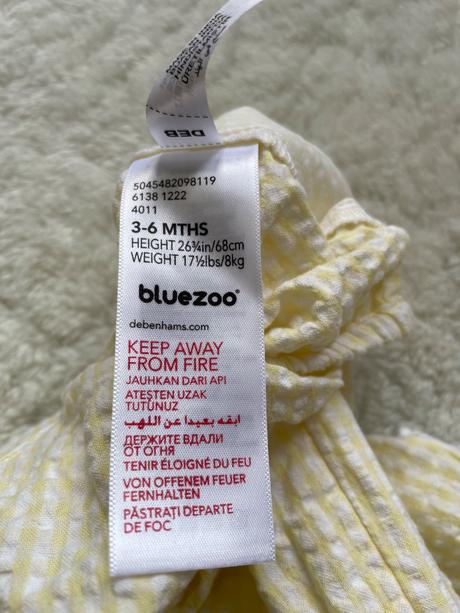 DEB
5045482098119
6138 1222
4011
3-6 MTHS
HEIGHT 26¾in/68cm
WEIGHT 17½lbs/8kg
bluezoo
debenhams.com
KEEP AWAY
FROM FIRE
JAUHKAN DARI API
ATEŞTEN UZAK
TUTUNUZ
ابقه بعيدا عن اللهب
ДЕРЖИТЕ ВДАЛИ
ОТ ОГНЯ
TENIR ÉLOIGNÉ DU FEU
VON OFFENEM FEUER
FERNHALTEN
PĂSTRAȚI DEPARTE
DE FOC